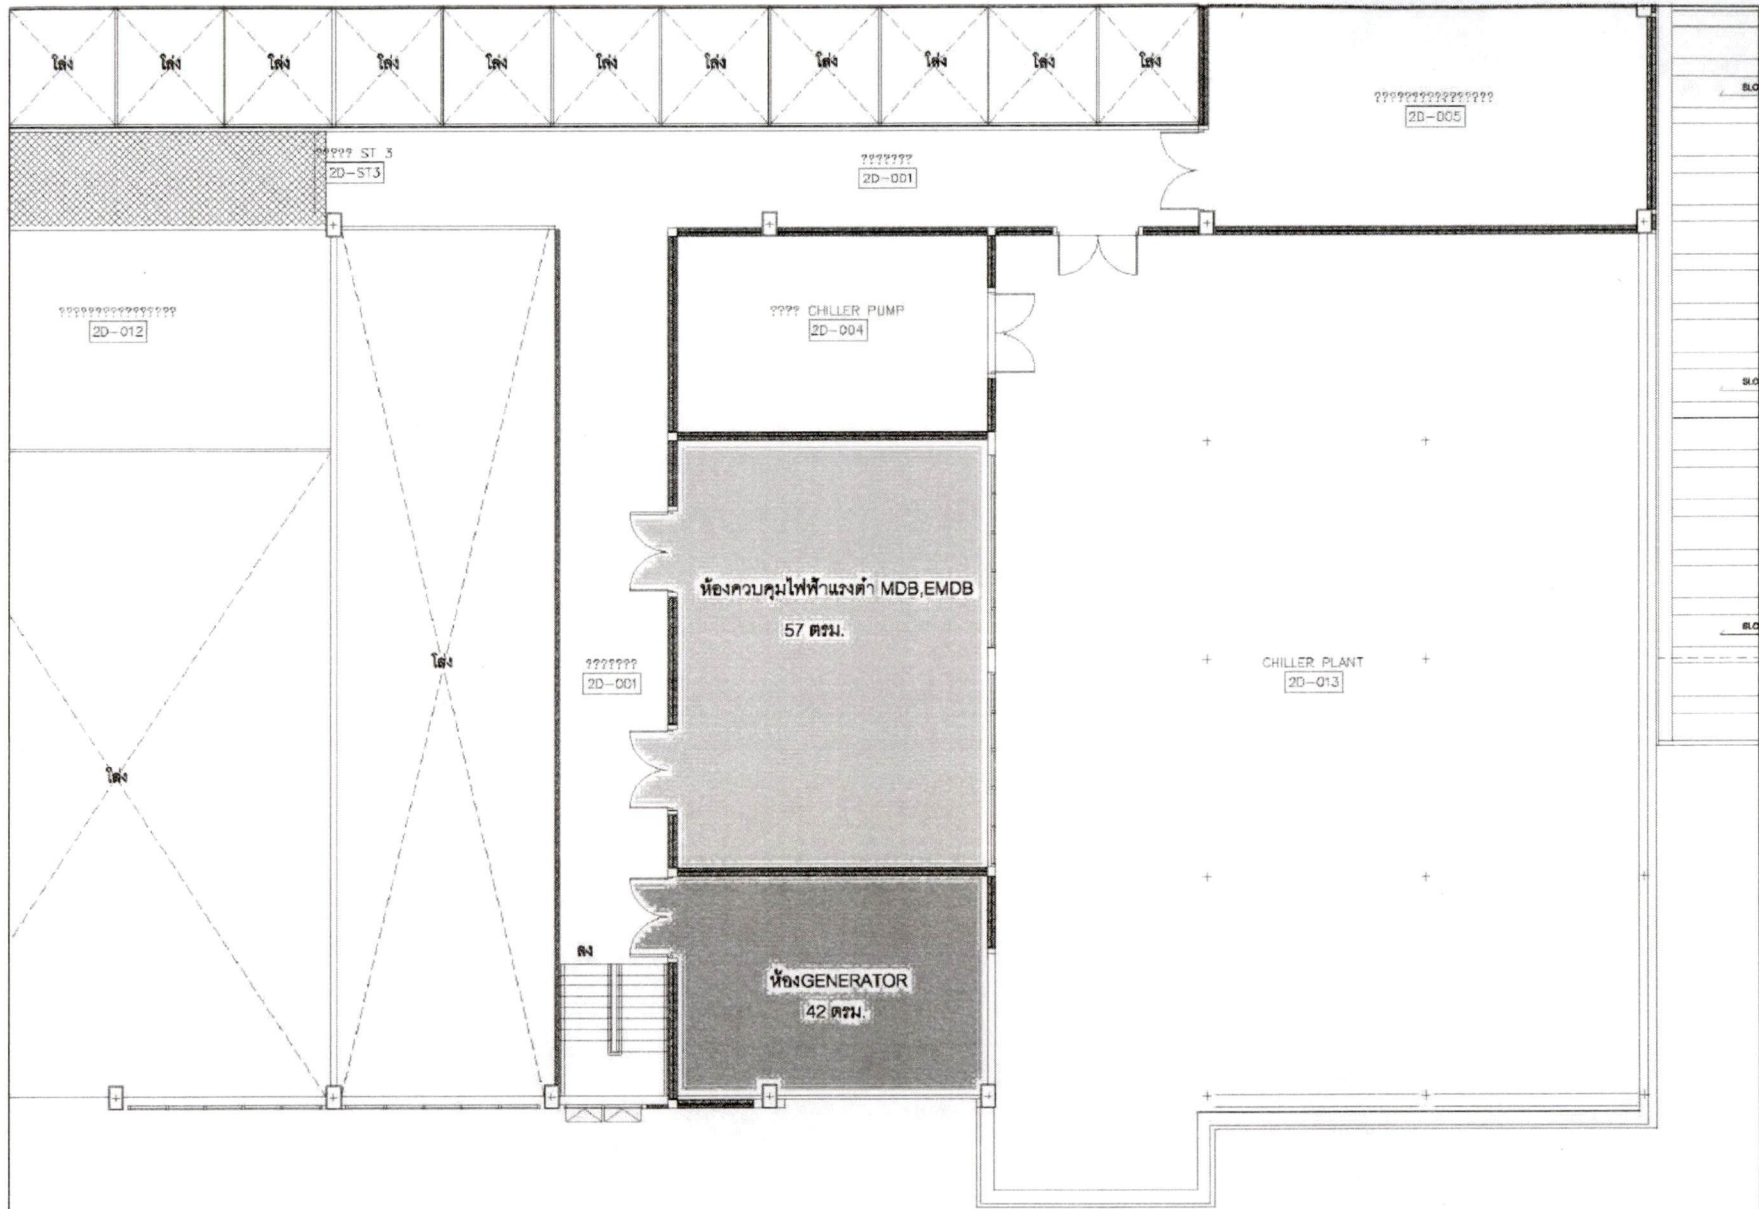 โล่ง โล่ง โล่ง โล่ง โล่ง โล่ง โล่ง โล่ง โล่ง โล่ง โล่ง
SLO
????????????????
2D-005
????? ST 3
2D-ST3
???????
2D-001
????????????????
2D-012
???? CHILLER PUMP
2D-004
SLO
ห้องควบคุมไฟฟ้าแรงต่ำ MDB,EMDB
57 ตรม.
SLO
โล่ง
???????
2D-001
CHILLER PLANT
2D-013
โล่ง
ลง
ห้องGENERATOR
42 ตรม.